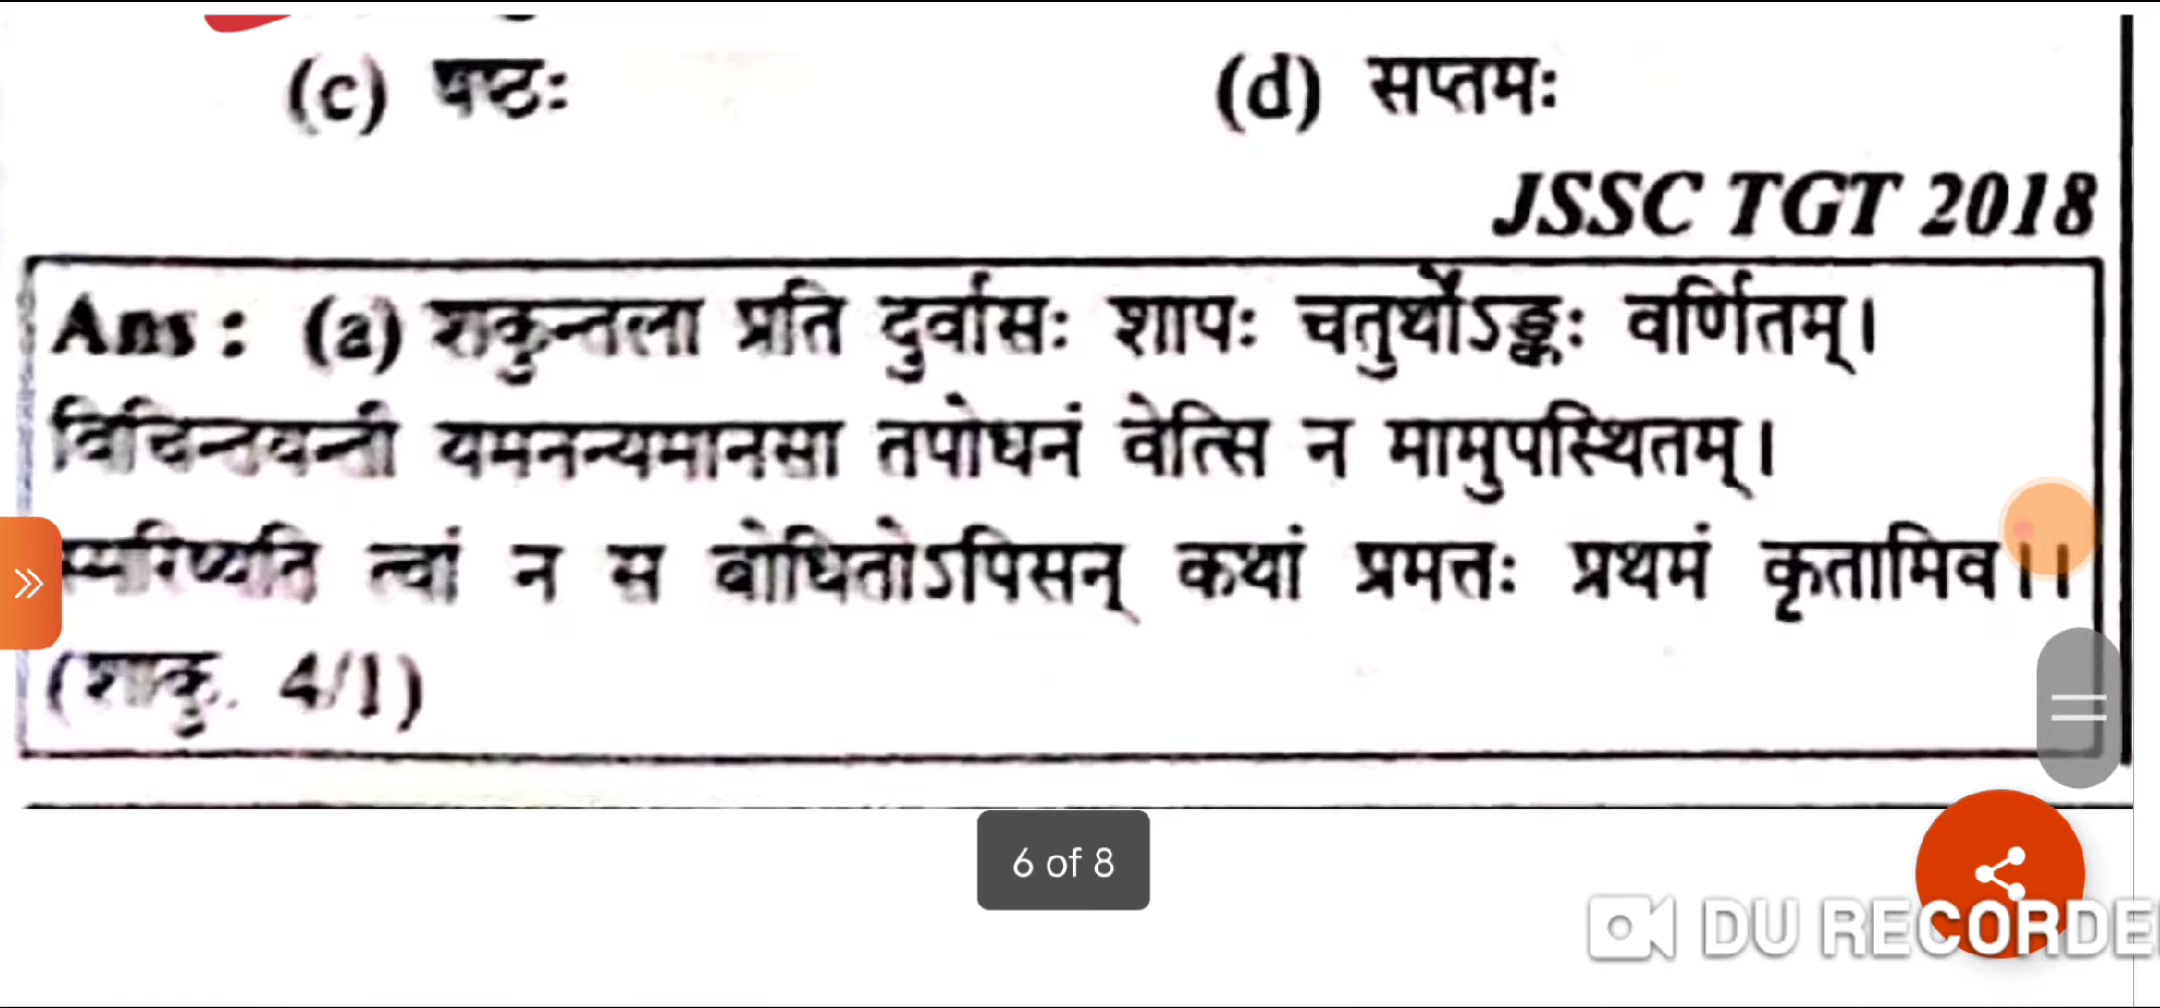 (c) षष्ठः (d) सप्तमः
JSSC TGT 2018
Ans : (a) शकुन्तला प्रति दुर्वासः शापः चतुर्थोऽङ्कः वर्णितम्।
विचिन्तयन्ती यमनन्यमानसा तपोधनं वेत्सि न मामुपस्थितम्।
स्मरिष्यति त्वां न स बोधितोऽपिसन् कथां प्रमत्तः प्रथमं कृतामिव।।
(शाकु. 4/1)
6 of 8
DU RECORDE